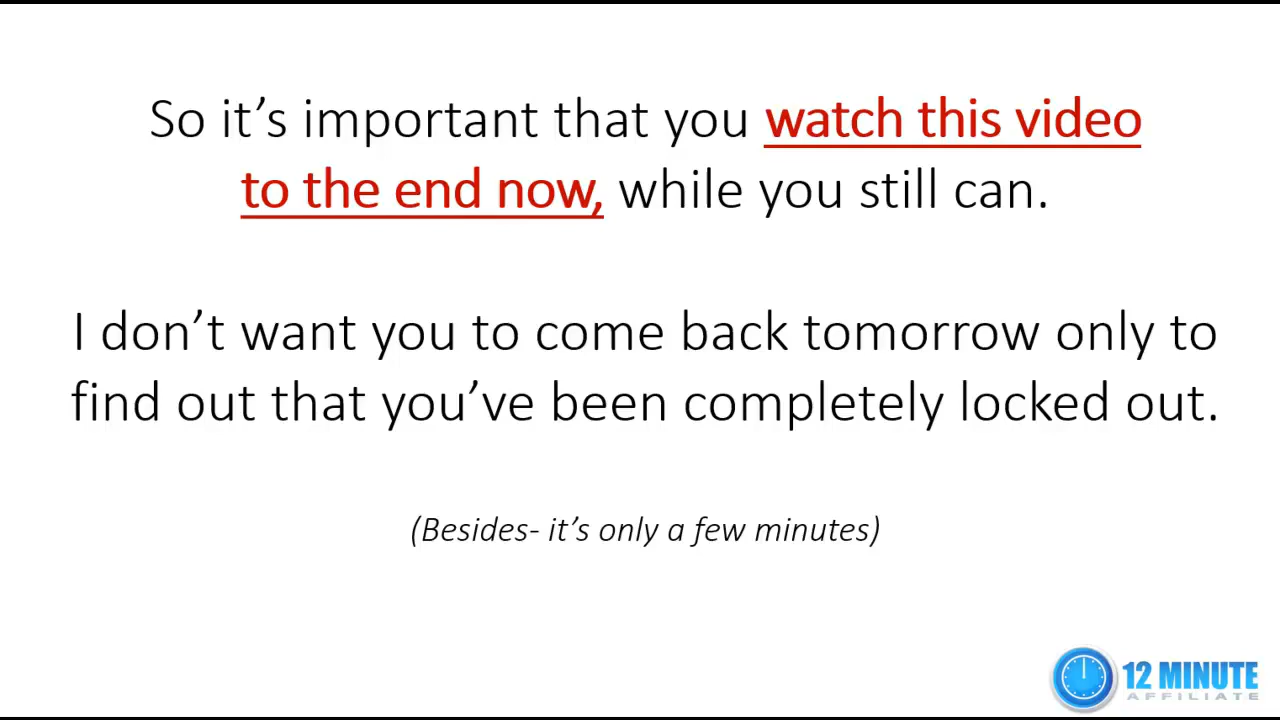 So it’s important that you watch this video
to the end now, while you still can.
I don’t want you to come back tomorrow only to
find out that you’ve been completely locked out.
(Besides- it’s only a few minutes)
12 MINUTE
AFFILIATE